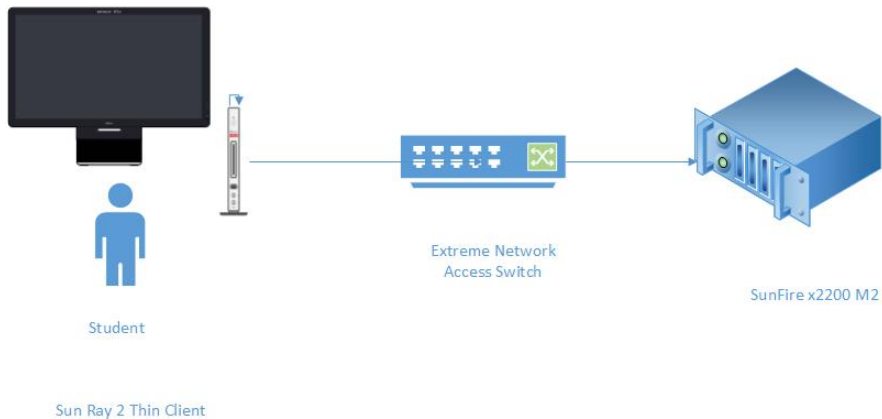 Extreme Network
Access Switch
SunFire x2200 M2
Student
Sun Ray 2 Thin Client